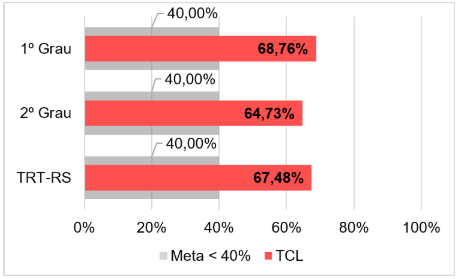 40,00%
1º Grau 68,76%
40,00%
2º Grau 64,73%
40,00%
TRT-RS 67,48%
0% 20% 40% 60% 80% 100%
Meta < 40% TCL